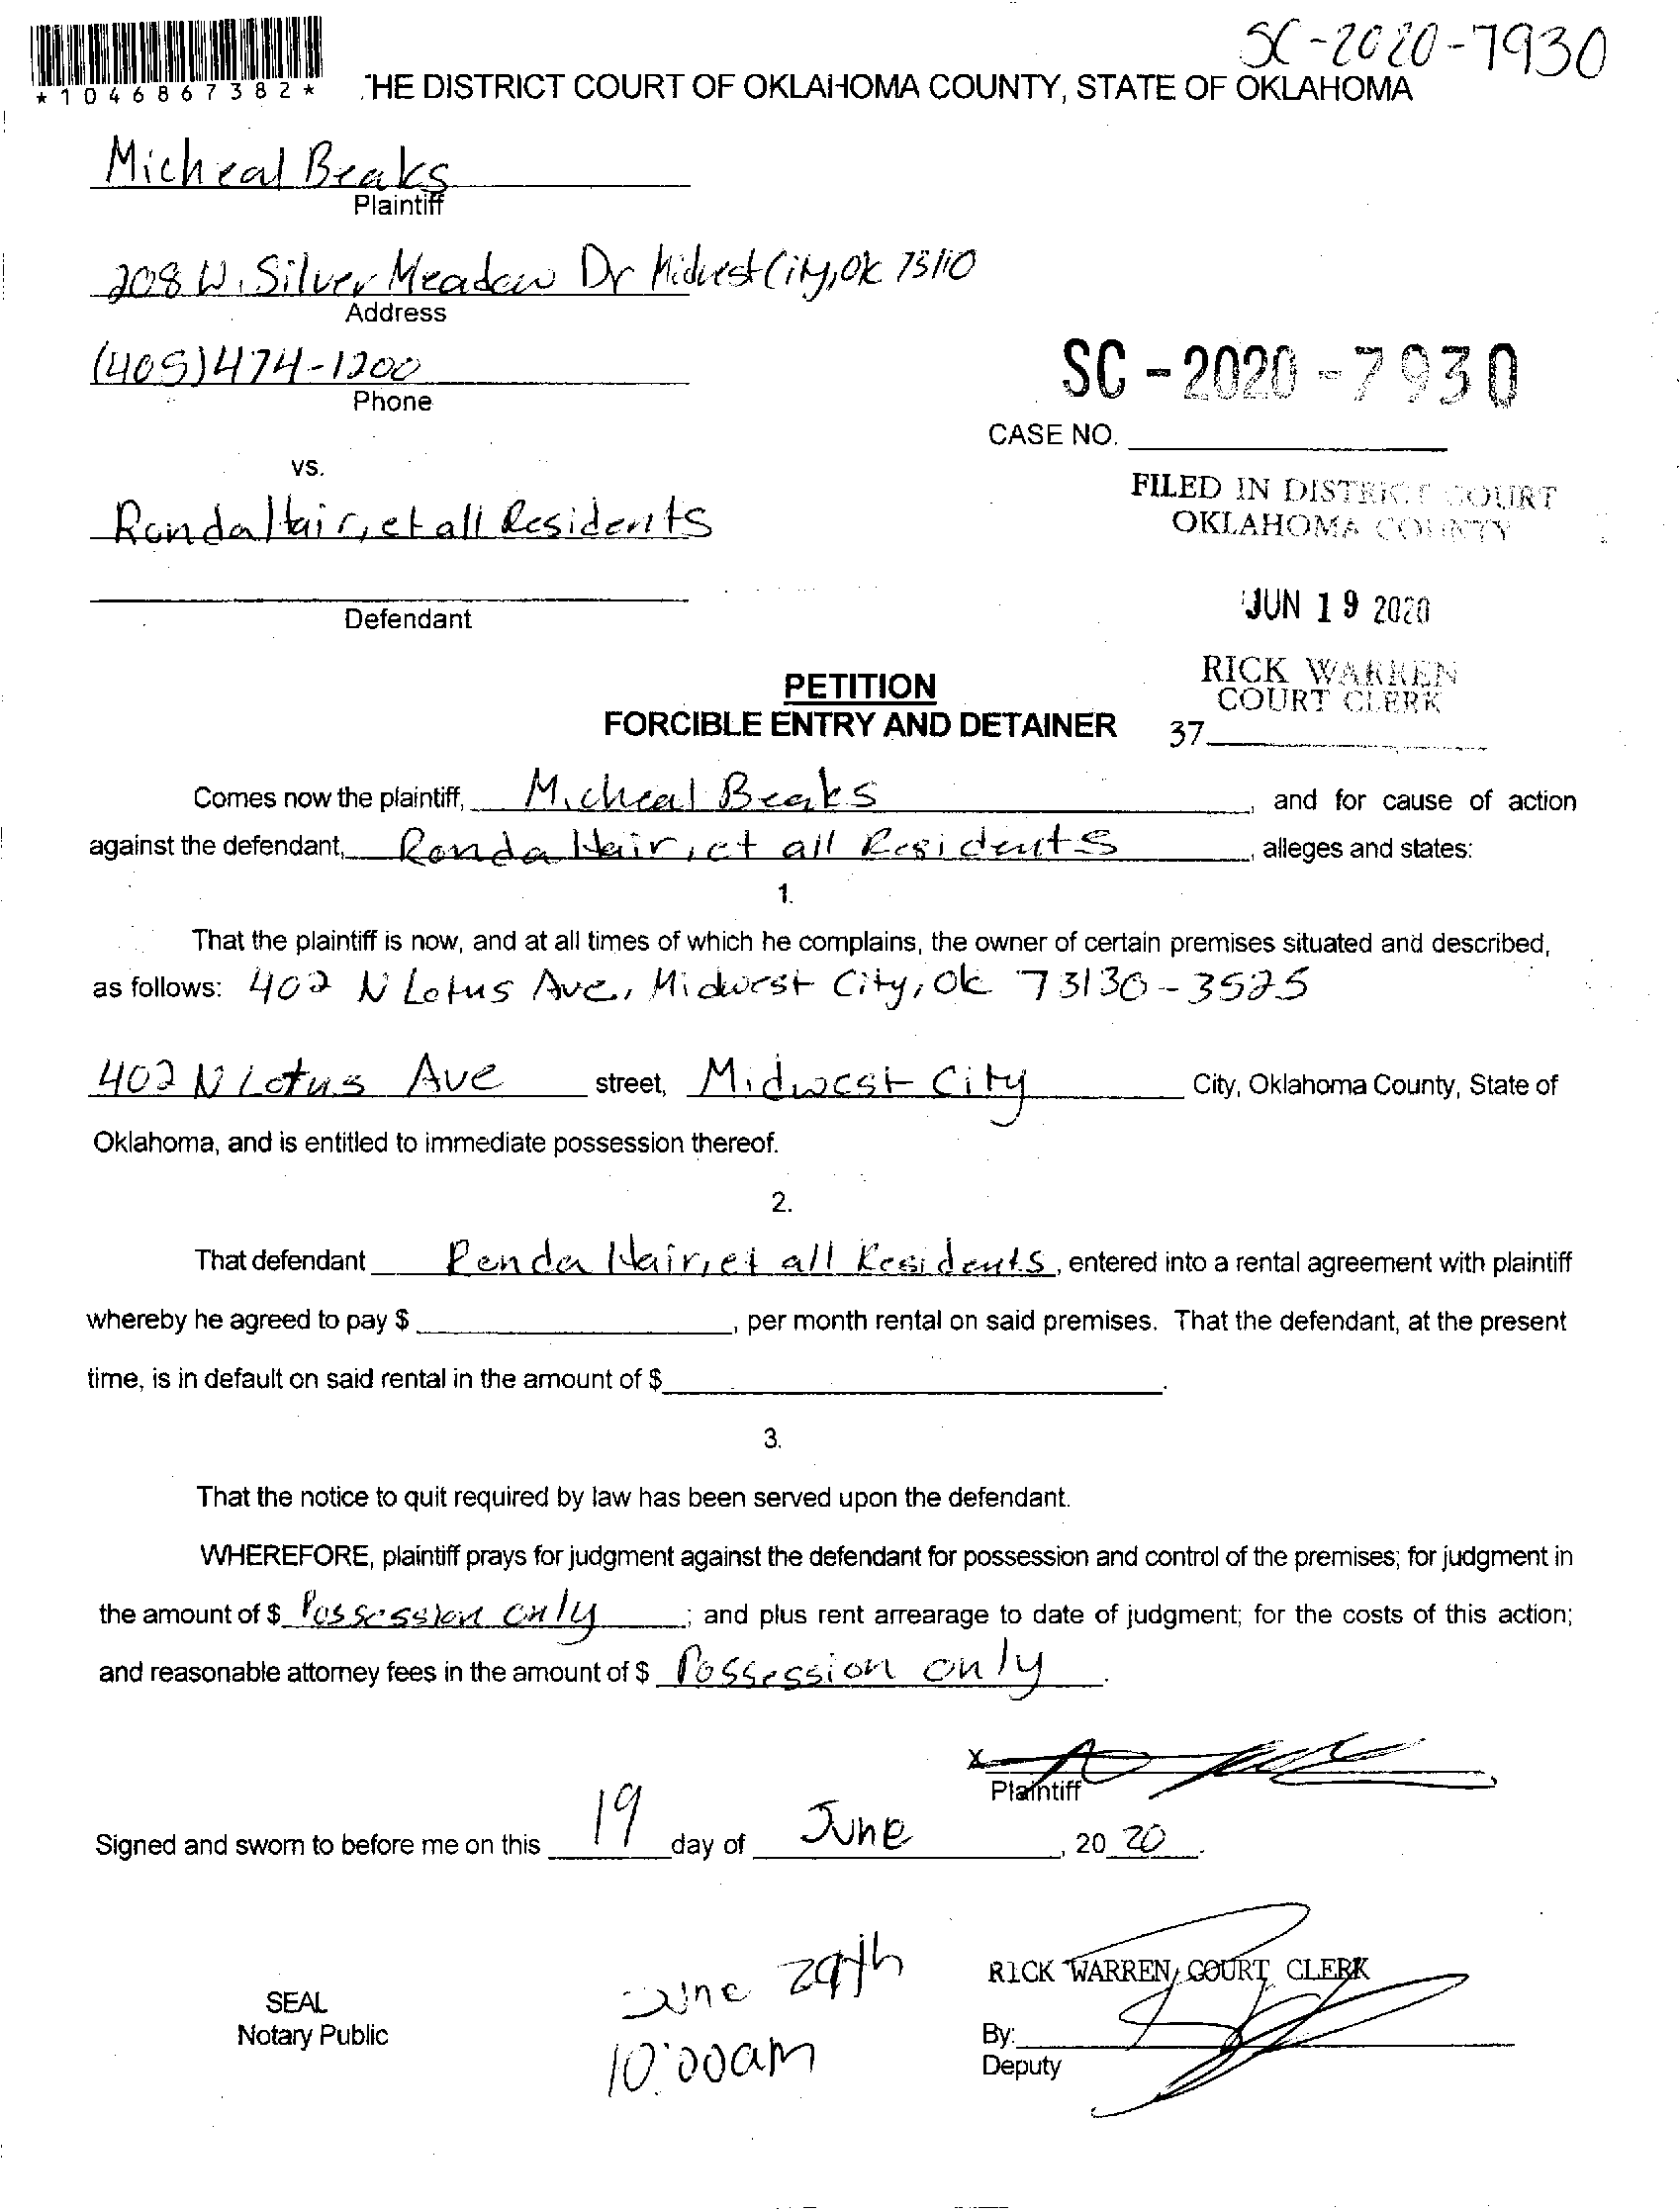 SC-2020-7930
*1046867382*
THE DISTRICT COURT OF OKLAHOMA COUNTY, STATE OF OKLAHOMA
Micheal Beaks
Plaintiff
208 W. Silver Meadow Dr Midwest City, OK 73110
Address
(405)474-1200
Phone
SC-2020-7930
CASE NO.
vs.
FILED IN DISTRICT COURT
OKLAHOMA COUNTY
Ronda Hair, et all Residents
JUN 19 2020
Defendant
RICK WARREN
COURT CLERK
PETITION
FORCIBLE ENTRY AND DETAINER
37
Comes now the plaintiff, Micheal Beaks, and for cause of action
against the defendant, Ronda Hair, et all Residents, alleges and states:
1.
That the plaintiff is now, and at all times of which he complains, the owner of certain premises situated and described,
as follows: 402 N Lotus Ave, Midwest City, Ok 73130-3525
402 N Lotus Ave street, Midwest City City, Oklahoma County, State of
Oklahoma, and is entitled to immediate possession thereof.
2.
That defendant Ronda Hair, et all Residents, entered into a rental agreement with plaintiff
whereby he agreed to pay $ , per month rental on said premises. That the defendant, at the present
time, is in default on said rental in the amount of $ .
3.
That the notice to quit required by law has been served upon the defendant.
WHEREFORE, plaintiff prays for judgment against the defendant for possession and control of the premises; for judgment in
the amount of $ Possession only ; and plus rent arrearage to date of judgment; for the costs of this action;
and reasonable attorney fees in the amount of $ Possession only .
X
Plaintiff
Signed and sworn to before me on this 19 day of June , 20 20 .
June 29th
10:00am
RICK WARREN, COURT CLERK
SEAL
Notary Public
By:
Deputy